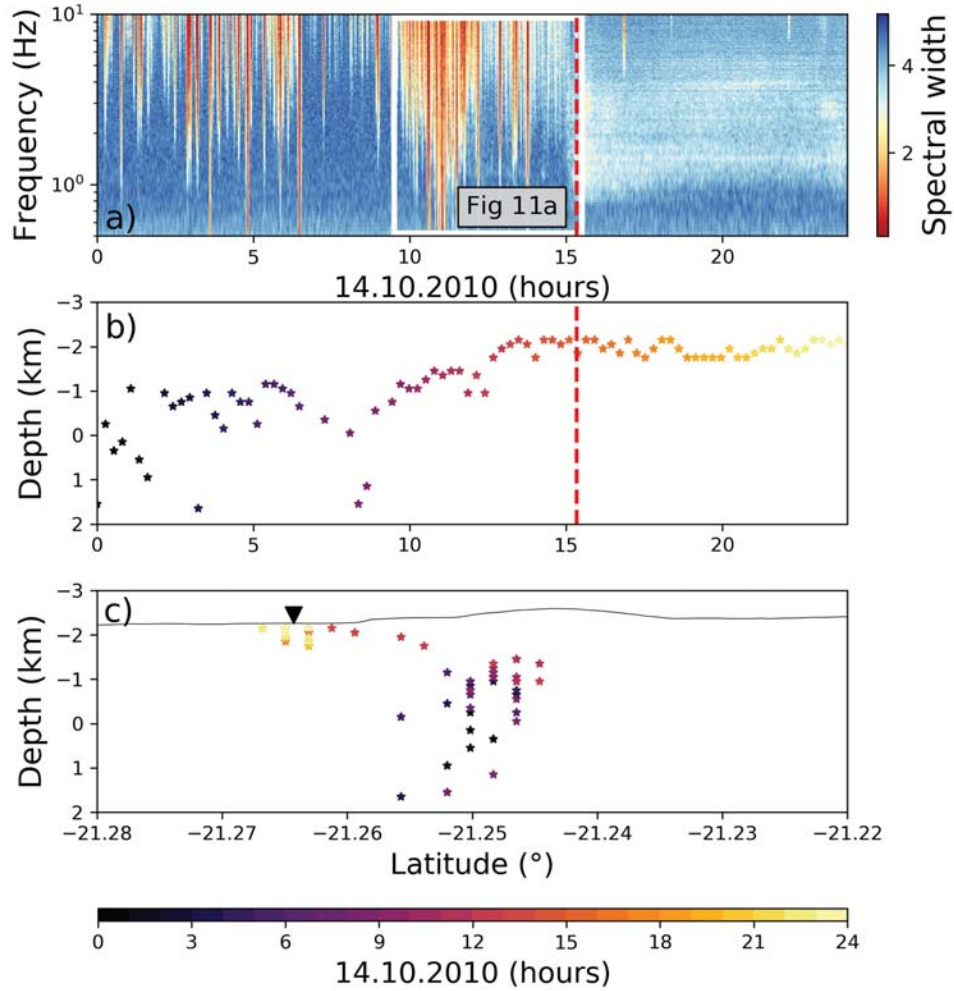 10¹
10⁰
Frequency (Hz)
a)
Fig 11a
4
2
Spectral width
0 5 10 15 20
14.10.2010 (hours)
−3
−2
−1
0
1
2
Depth (km)
b)
0 5 10 15 20
−3
−2
−1
0
1
2
Depth (km)
c)
−21.28 −21.27 −21.26 −21.25 −21.24 −21.23 −21.22
Latitude (°)
0 3 6 9 12 15 18 21 24
14.10.2010 (hours)